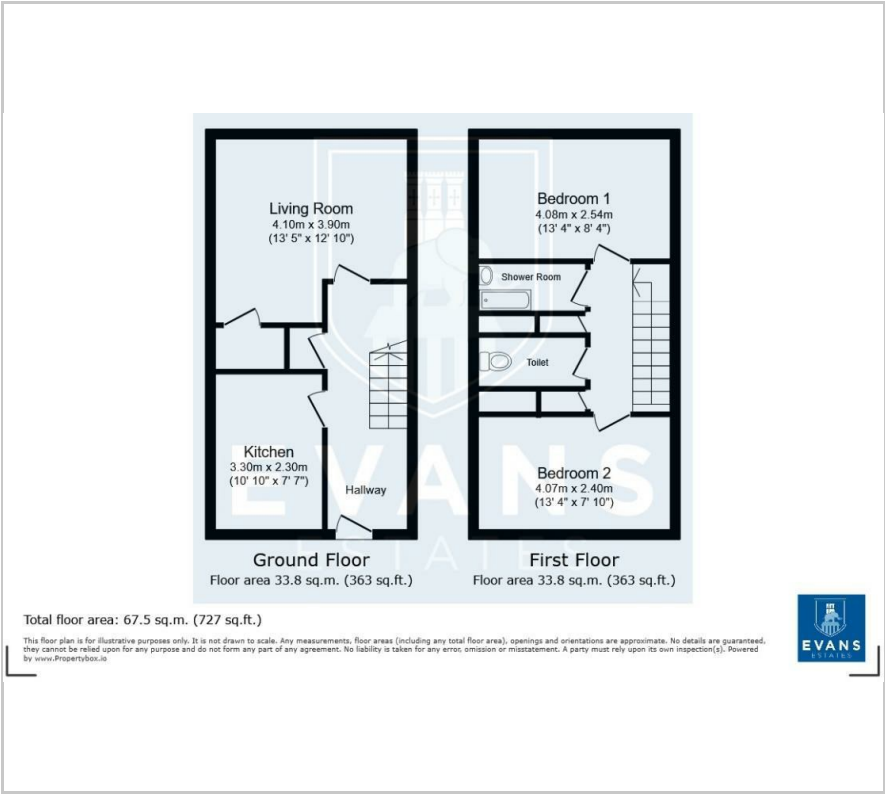 Living Room
4.10m x 3.90m
(13' 5" x 12' 10")
Kitchen
3.30m x 2.30m
(10' 10" x 7' 7")
Hallway
Ground Floor
Floor area 33.8 sq.m. (363 sq.ft.)
Bedroom 1
4.08m x 2.54m
(13' 4" x 8' 4")
Shower Room
Toilet
Bedroom 2
4.07m x 2.40m
(13' 4" x 7' 10")
First Floor
Floor area 33.8 sq.m. (363 sq.ft.)
EVANS
ESTATES
Total floor area: 67.5 sq.m. (727 sq.ft.)
This floor plan is for illustrative purposes only. It is not drawn to scale. Any measurements, floor areas (including any total floor area), openings and orientations are approximate. No details are guaranteed,
they cannot be relied upon for any purpose and do not form any part of any agreement. No liability is taken for any error, omission or misstatement. A party must rely upon its own inspection(s). Powered
by www.Propertybox.io
EVANS
ESTATES